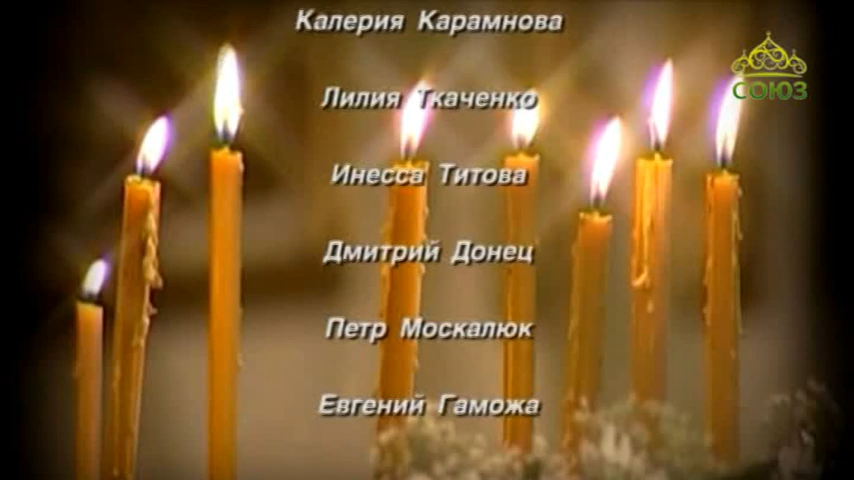 Калерия Карамнова
СОЮЗ
Лилия Ткаченко
Инесса Титова
Дмитрий Донец
Петр Москалюк
Евгений Гаможа